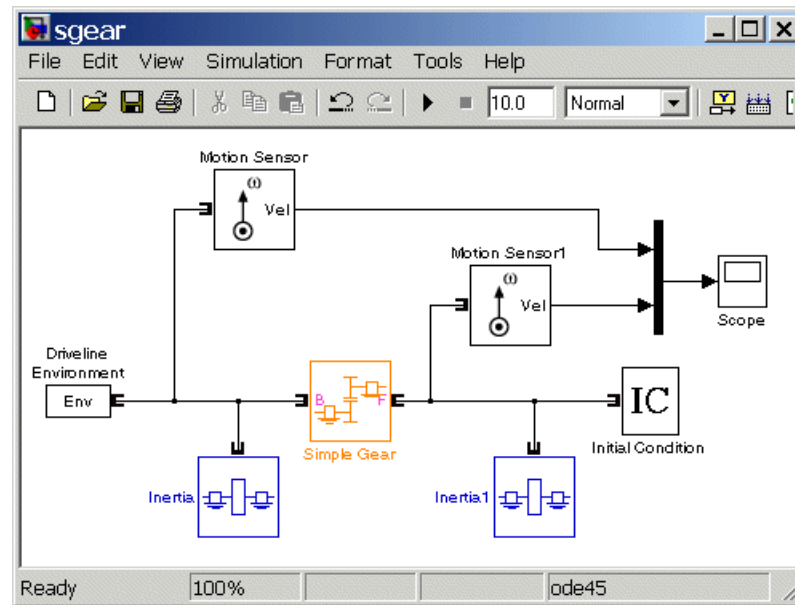 sgear
File Edit View Simulation Format Tools Help
10.0 Normal
Motion Sensor
ω
Vel
Motion Sensor1
ω
Vel
Scope
Driveline
Environment
Env
B F
IC
Simple Gear
Initial Condition
Inertia
Inertia1
Ready 100% ode45